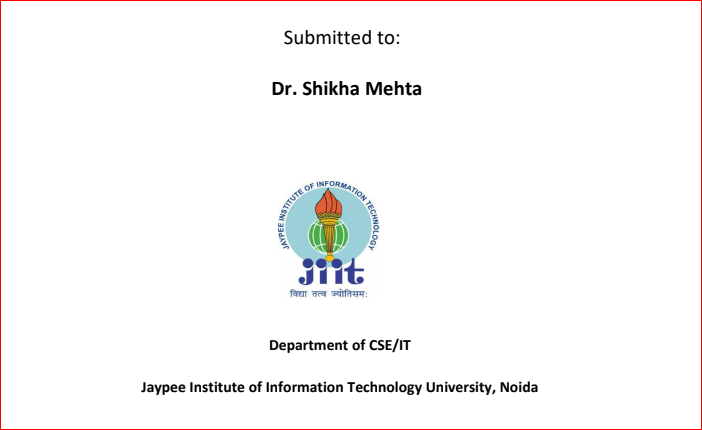 Submitted to:
Dr. Shikha Mehta
JAYPEE INSTITUTE OF INFORMATION TECHNOLOGY
jiit
विद्या तत्व ज्योतिसमः
Department of CSE/IT
Jaypee Institute of Information Technology University, Noida